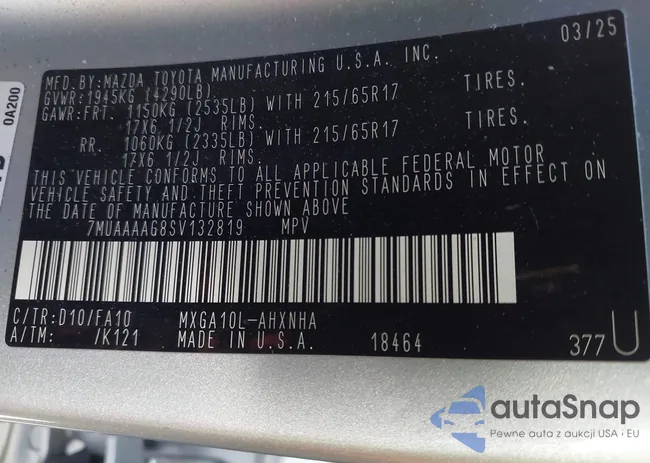 03/25
MFD.BY:MAZDA TOYOTA MANUFACTURING U.S.A. INC.
GVWR:1945KG (4290LB)
GAWR:FRT. 1150KG (2535LB) WITH 215/65R17 TIRES.
17X6 1/2J RIMS.
RR. 1060KG (2335LB) WITH 215/65R17 TIRES.
17X6 1/2J RIMS.
THIS VEHICLE CONFORMS TO ALL APPLICABLE FEDERAL MOTOR
VEHICLE SAFETY AND THEFT PREVENTION STANDARDS IN EFFECT ON
THE DATE OF MANUFACTURE SHOWN ABOVE
7MUAAAAG8SV132819 MPV
C/TR:D10/FA10 MXGA10L-AHXNHA
A/TM: /K121 MADE IN U.S.A. 18464 377 U
0A200
autaSnap
Pewne auta z aukcji USA i EU